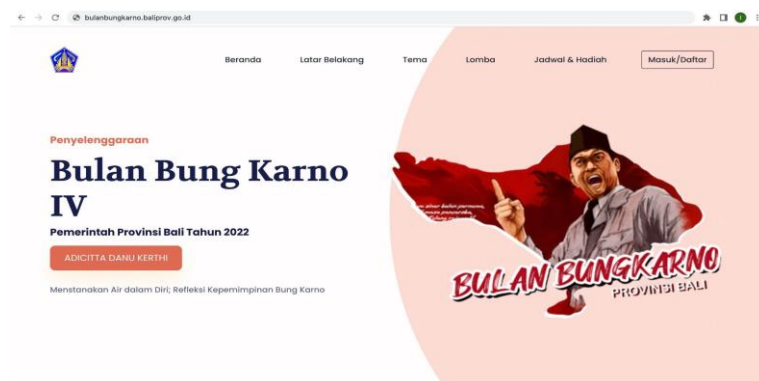 bulanbungkarno.baliprov.go.id
Beranda Latar Belakang Tema Lomba Jadwal & Hadiah Masuk/Daftar
Penyelenggaraan
Bulan Bung Karno
IV
Pemerintah Provinsi Bali Tahun 2022
ADICITTA DANU KERTHI
Menstanakan Air dalam Diri; Refleksi Kepemimpinan Bung Karno
BULAN BUNGKARNO
PROVINSI BALI